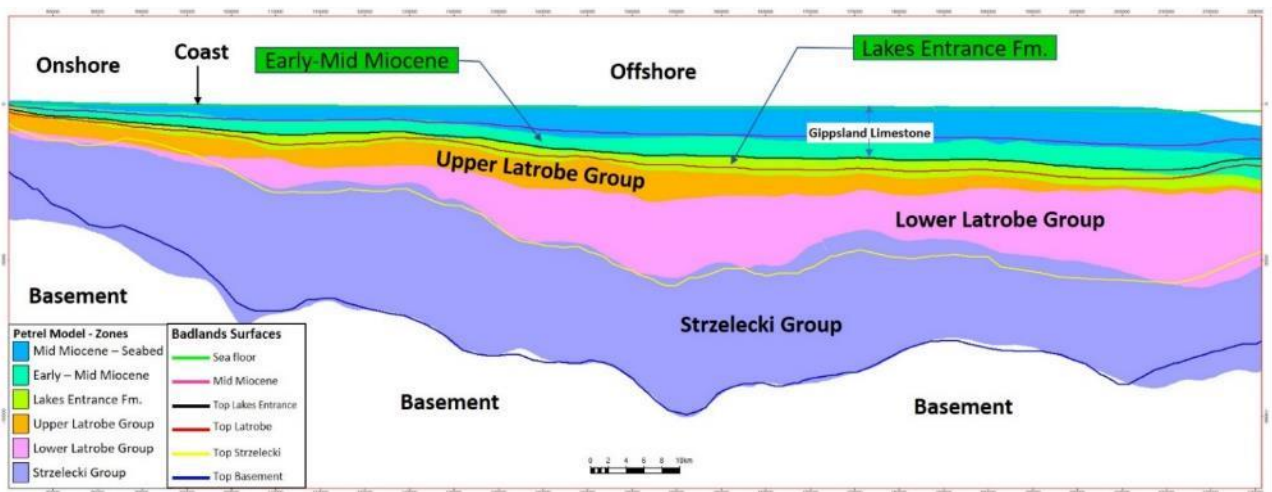 Onshore
Coast
Early-Mid Miocene
Offshore
Lakes Entrance Fm.
Gippsland Limestone
Upper Latrobe Group
Lower Latrobe Group
Strzelecki Group
Basement
Basement
Basement
Petrel Model - Zones
Mid Miocene – Seabed
Early – Mid Miocene
Lakes Entrance Fm.
Upper Latrobe Group
Lower Latrobe Group
Strzelecki Group
Badlands Surfaces
Sea floor
Mid Miocene
Top Lakes Entrance
Top Latrobe
Top Strzelecki
Top Basement
0 2 4 6 8 10km